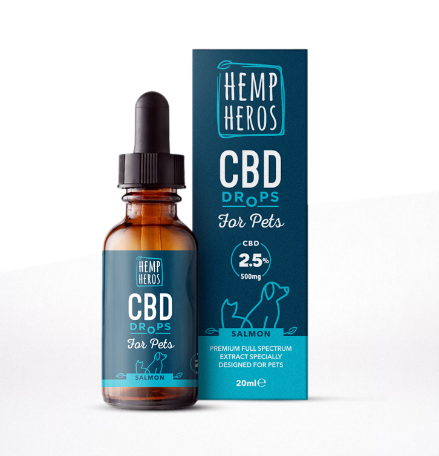 HEMP
HEROS
CBD
DROPS
For Pets
CBD
2.5%
500mg
SALMON
PREMIUM FULL SPECTRUM
EXTRACT SPECIALLY
DESIGNED FOR PETS
20ml℮
HEMP
HEROS
CBD
DROPS
For Pets
SALMON